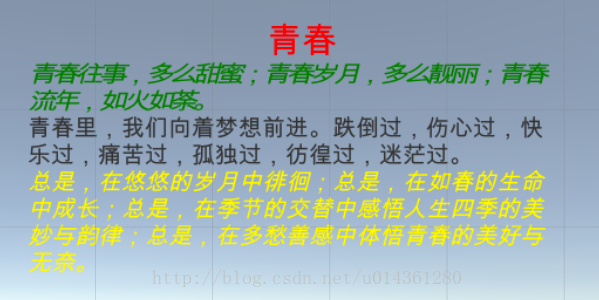 青春
青春往事，多么甜蜜；青春岁月，多么靓丽；青春
流年，如火如荼。
青春里，我们向着梦想前进。跌倒过，伤心过，快
乐过，痛苦过，孤独过，彷徨过，迷茫过。
总是，在悠悠的岁月中徘徊；总是，在如春的生命
中成长；总是，在季节的交替中感悟人生四季的美
妙与韵律；总是，在多愁善感中体悟青春的美好与
无奈。
http://blog.csdn.net/u014361280